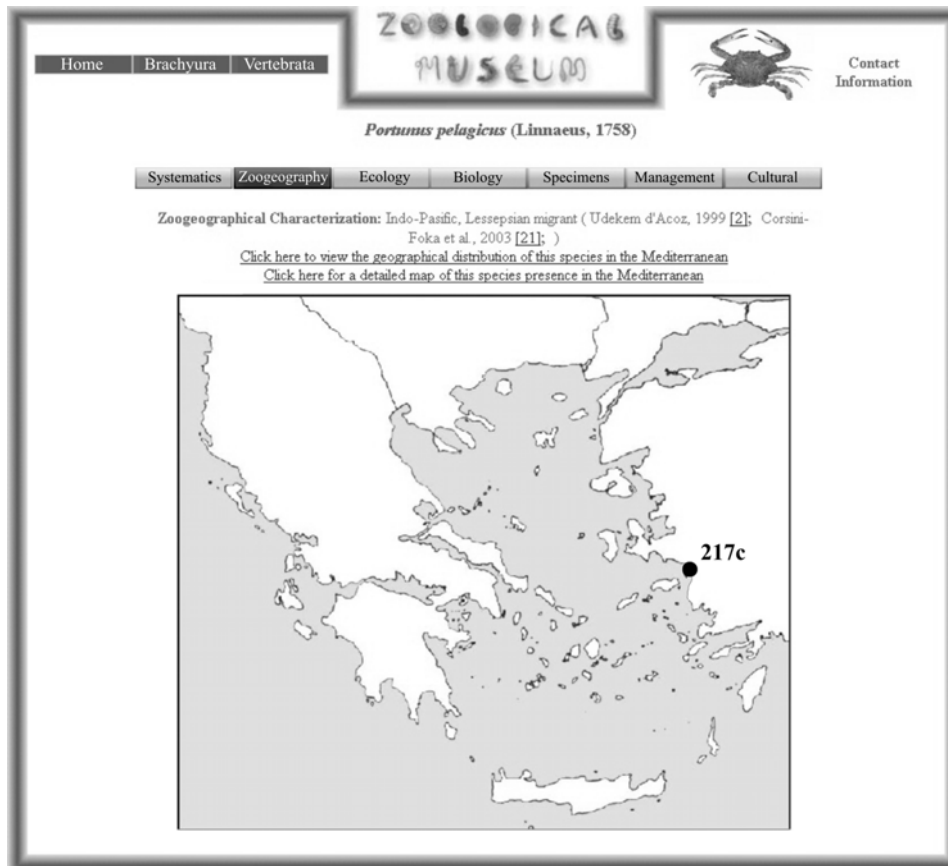 ZOOLOGICAL
MUSEUM
Home Brachyura Vertebrata
Contact
Information
Portunus pelagicus (Linnaeus, 1758)
Systematics Zoogeography Ecology Biology Specimens Management Cultural
Zoogeographical Characterization: Indo-Pasific, Lessepsian migrant ( Udekem d'Acoz, 1999 [2]; Corsini-
Foka et al., 2003 [21]; )
Click here to view the geographical distribution of this species in the Mediterranean
Click here for a detailed map of this species presence in the Mediterranean
217c